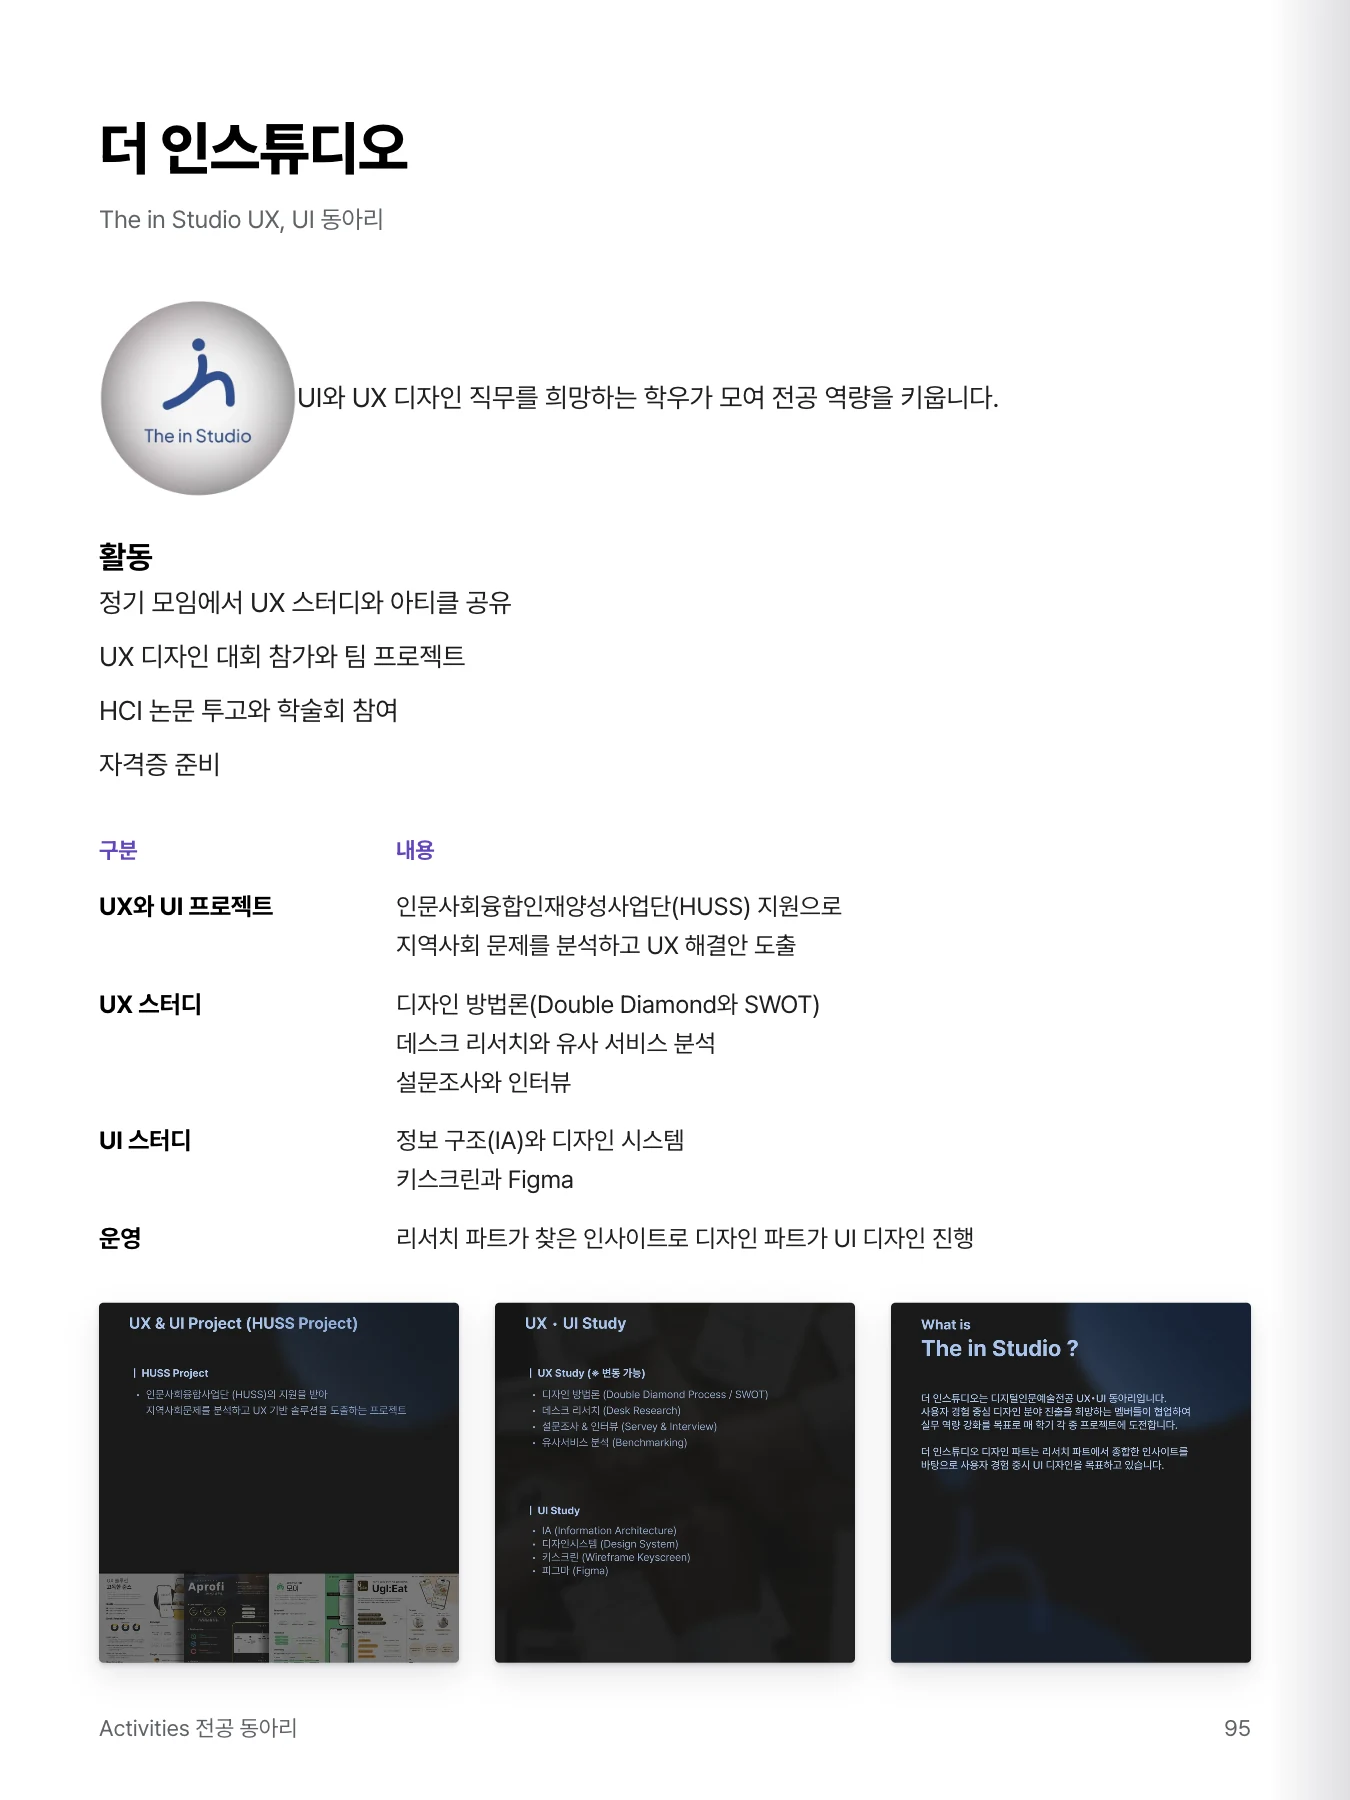 더 인스튜디오
The in Studio UX, UI 동아리
The in Studio
UI와 UX 디자인 직무를 희망하는 학우가 모여 전공 역량을 키웁니다.
활동
정기 모임에서 UX 스터디와 아티클 공유
UX 디자인 대회 참가와 팀 프로젝트
HCI 논문 투고와 학술회 참여
자격증 준비
구분 내용
UX와 UI 프로젝트 인문사회융합인재양성사업단(HUSS) 지원으로
지역사회 문제를 분석하고 UX 해결안 도출
UX 스터디 디자인 방법론(Double Diamond와 SWOT)
데스크 리서치와 유사 서비스 분석
설문조사와 인터뷰
UI 스터디 정보 구조(IA)와 디자인 시스템
키스크린과 Figma
운영 리서치 파트가 찾은 인사이트로 디자인 파트가 UI 디자인 진행
UX & UI Project (HUSS Project)
| HUSS Project
• 인문사회융합사업단 (HUSS)의 지원을 받아
지역사회문제를 분석하고 UX 기반 솔루션을 도출하는 프로젝트
Aprofi
모이
Ugl:Eat
UX • UI Study
| UX Study (※ 변동 가능)
• 디자인 방법론 (Double Diamond Process / SWOT)
• 데스크 리서치 (Desk Research)
• 설문조사 & 인터뷰 (Servey & Interview)
• 유사서비스 분석 (Benchmarking)
| UI Study
• IA (Information Architecture)
• 디자인시스템 (Design System)
• 키스크린 (Wireframe Keyscreen)
• 피그마 (Figma)
What is
The in Studio ?
더 인스튜디오는 디지털인문예술전공 UX•UI 동아리입니다.
사용자 경험 중심 디자인 분야 진출을 희망하는 멤버들이 협업하여
실무 역량 강화를 목표로 매 학기 각 종 프로젝트에 도전합니다.
더 인스튜디오 디자인 파트는 리서치 파트에서 종합한 인사이트를
바탕으로 사용자 경험 중시 UI 디자인을 목표하고 있습니다.
Activities 전공 동아리
95